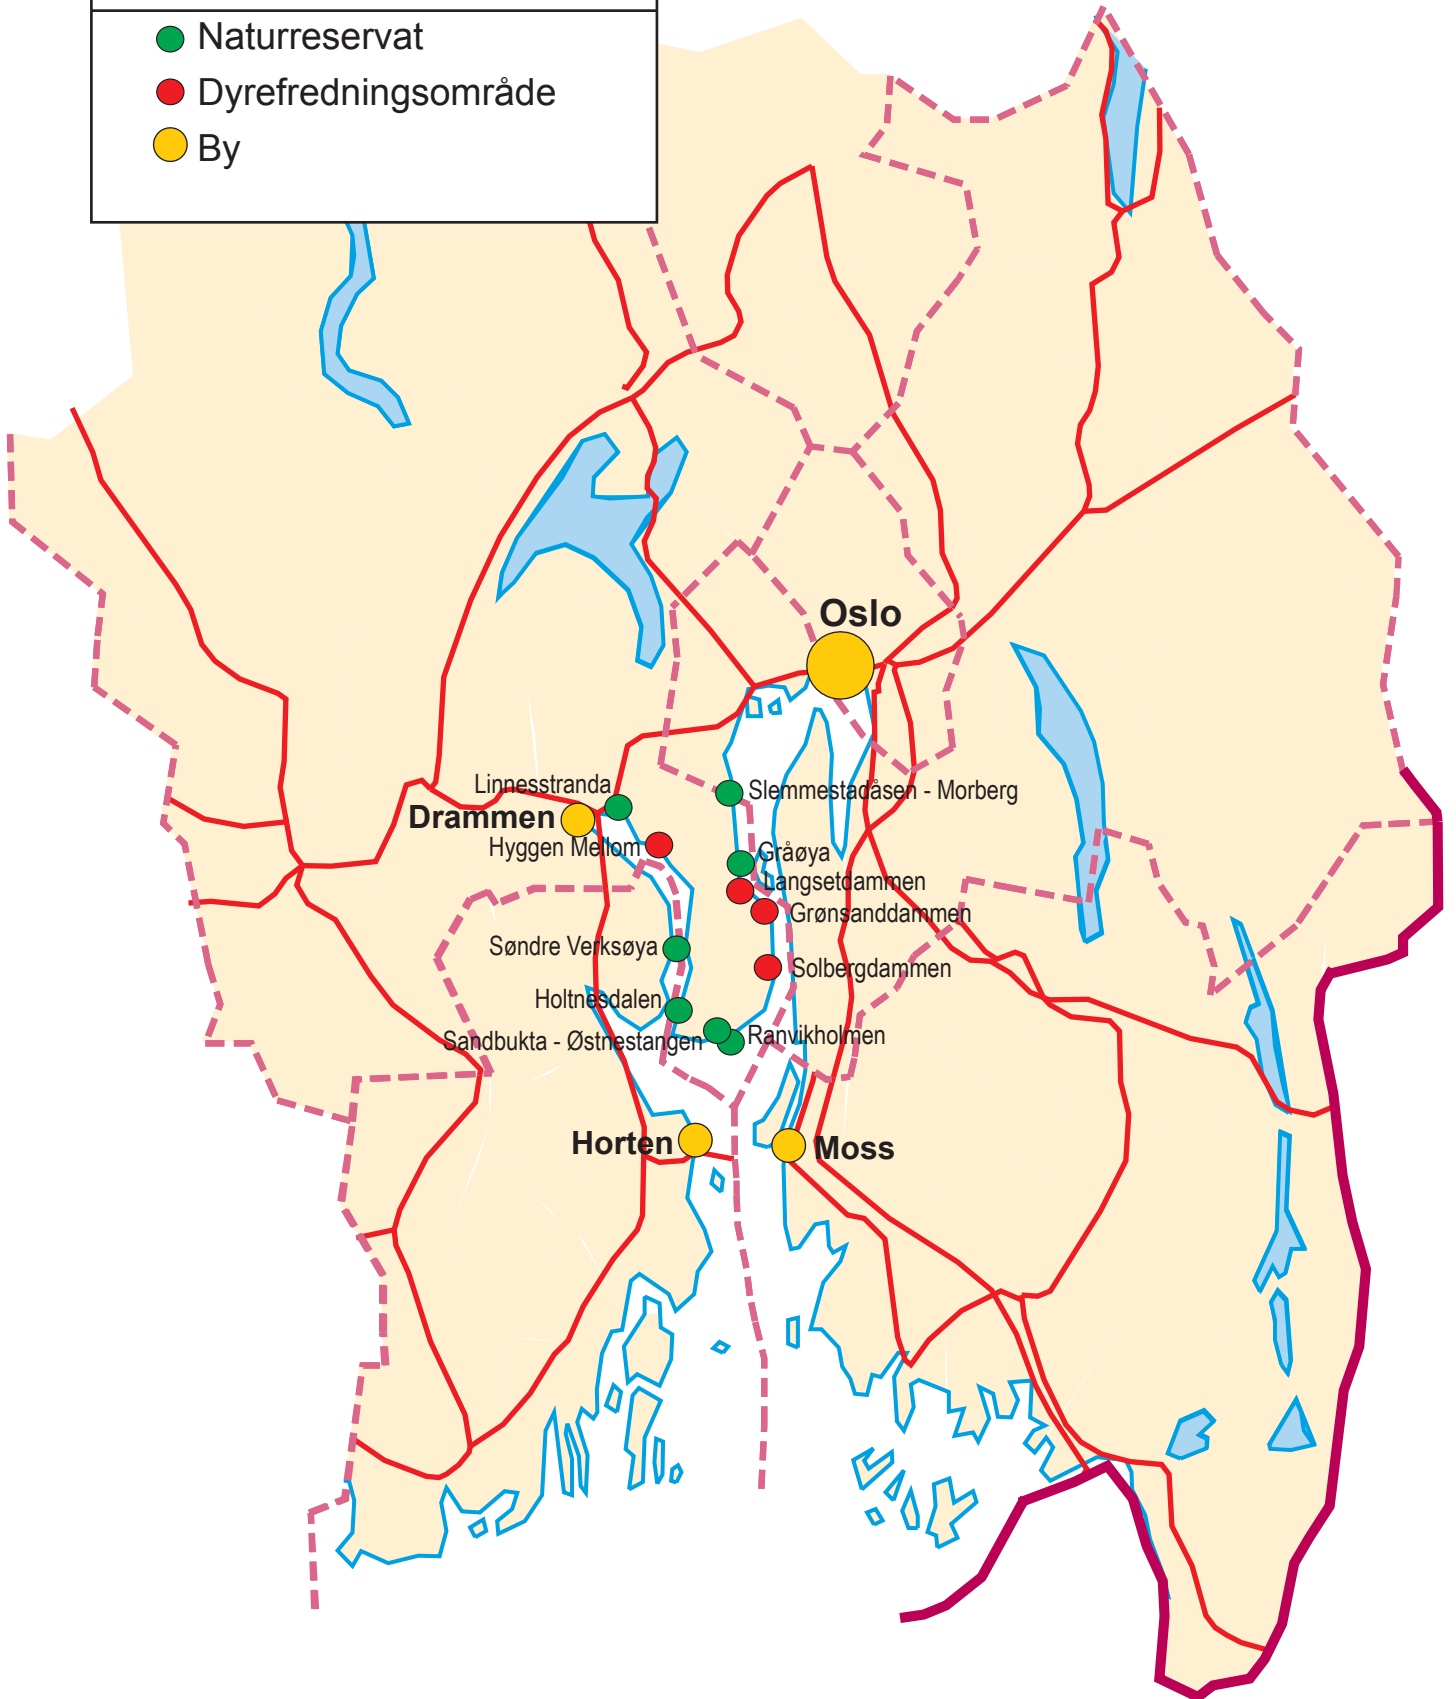 Naturreservat
Dyrefredningsområde
By
Oslo
Linnesstranda
Slemmestadåsen - Morberg
Drammen
Hyggen Mellom
Gråøya
Langsetdammen
Grønsanddammen
Søndre Verksøya
Solbergdammen
Holtnesdalen
Sandbukta - Østnestangen
Ranvikholmen
Horten
Moss